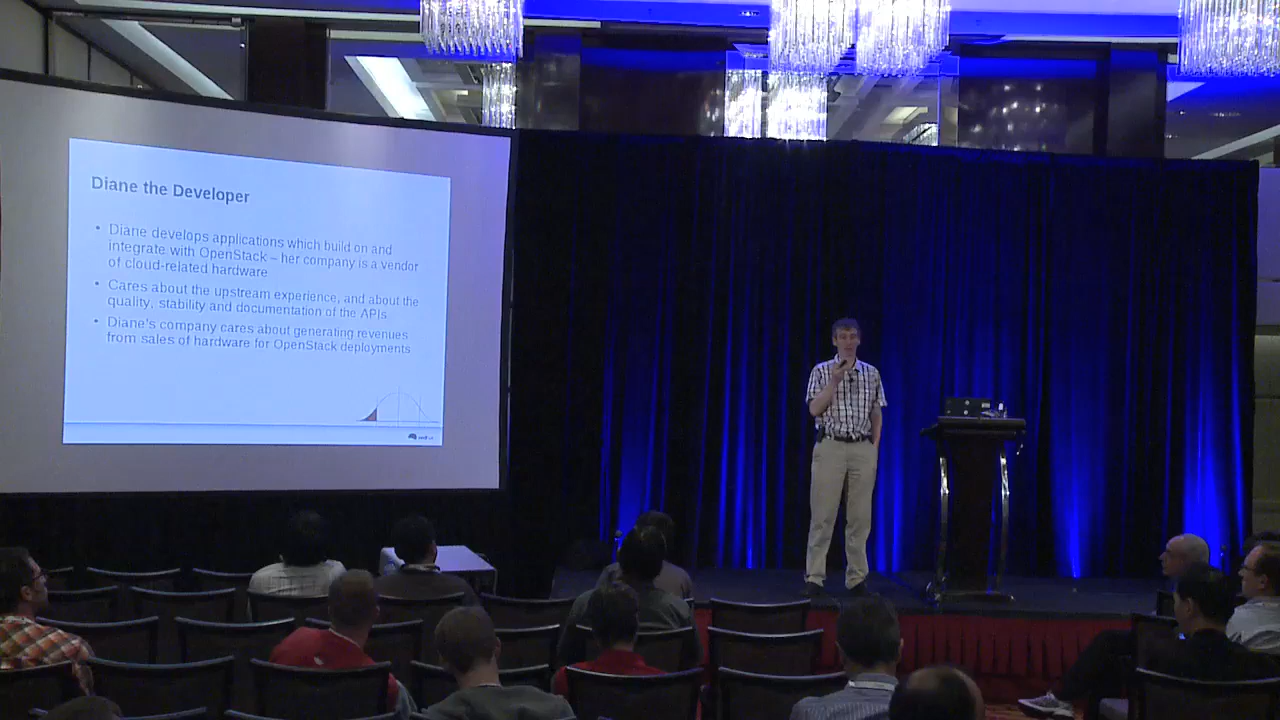 Diane the Developer
• Diane develops applications which build on and
integrate with OpenStack – her company is a vendor
of cloud-related hardware
• Cares about the upstream experience, and about the
quality, stability and documentation of the APIs
• Diane's company cares about generating revenues
from sales of hardware for OpenStack deployments